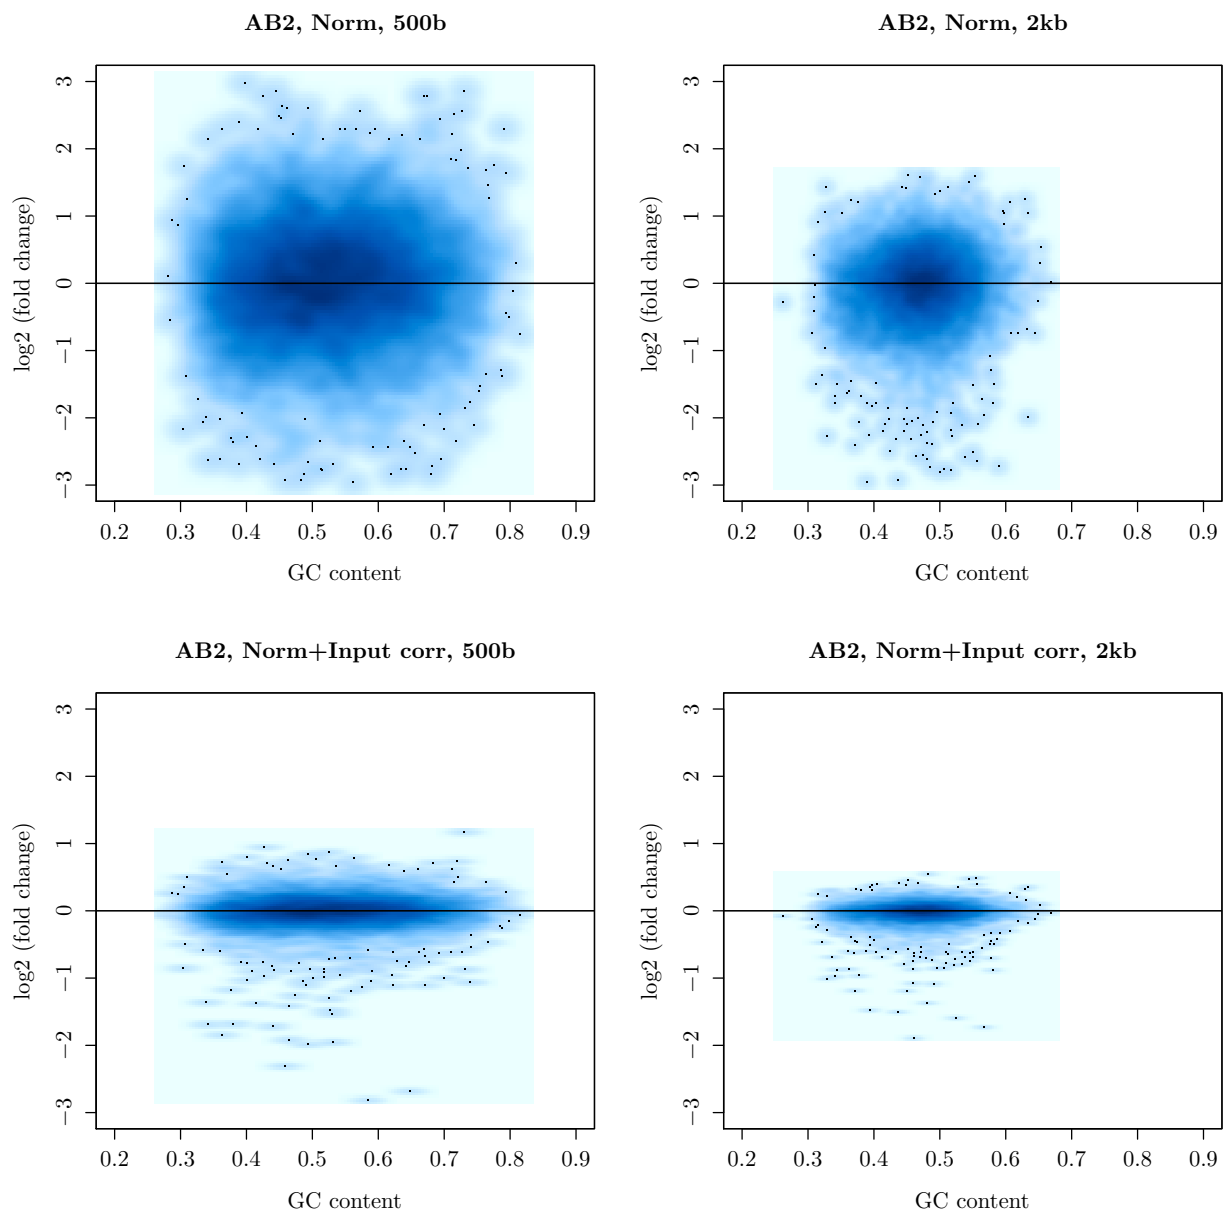 AB2, Norm, 500b
3
2
1
0
−1
−2
−3
log2 (fold change)
0.2 0.3 0.4 0.5 0.6 0.7 0.8 0.9
GC content
AB2, Norm, 2kb
3
2
1
0
−1
−2
−3
log2 (fold change)
0.2 0.3 0.4 0.5 0.6 0.7 0.8 0.9
GC content
AB2, Norm+Input corr, 500b
3
2
1
0
−1
−2
−3
log2 (fold change)
0.2 0.3 0.4 0.5 0.6 0.7 0.8 0.9
GC content
AB2, Norm+Input corr, 2kb
3
2
1
0
−1
−2
−3
log2 (fold change)
0.2 0.3 0.4 0.5 0.6 0.7 0.8 0.9
GC content